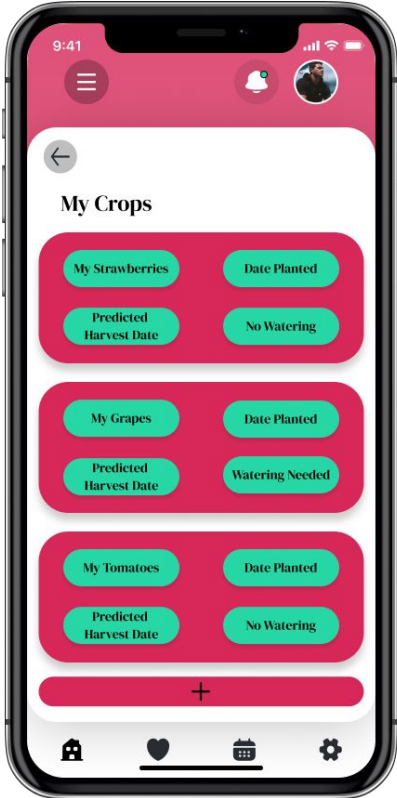 9:41
My Crops
My Strawberries
Date Planted
Predicted
Harvest Date
No Watering
My Grapes
Date Planted
Predicted
Harvest Date
Watering Needed
My Tomatoes
Date Planted
Predicted
Harvest Date
No Watering
+